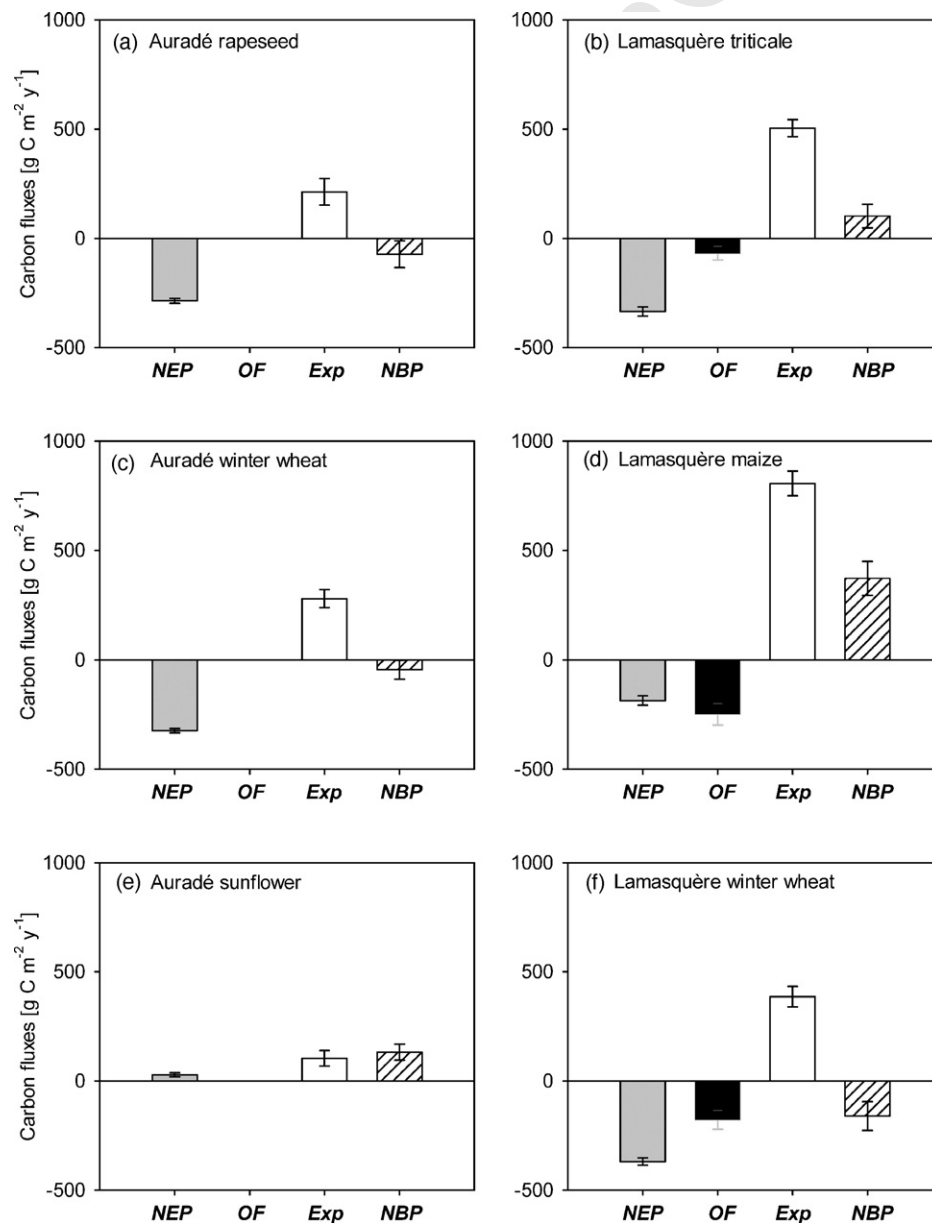 1000
(a) Auradé rapeseed
500
0
-500
Carbon fluxes [g C m-2 y-1]
NEP OF Exp NBP
1000
(b) Lamasquère triticale
500
0
-500
NEP OF Exp NBP
1000
(c) Auradé winter wheat
500
0
-500
Carbon fluxes [g C m-2 y-1]
NEP OF Exp NBP
1000
(d) Lamasquère maize
500
0
-500
NEP OF Exp NBP
1000
(e) Auradé sunflower
500
0
-500
Carbon fluxes [g C m-2 y-1]
NEP OF Exp NBP
1000
(f) Lamasquère winter wheat
500
0
-500
NEP OF Exp NBP